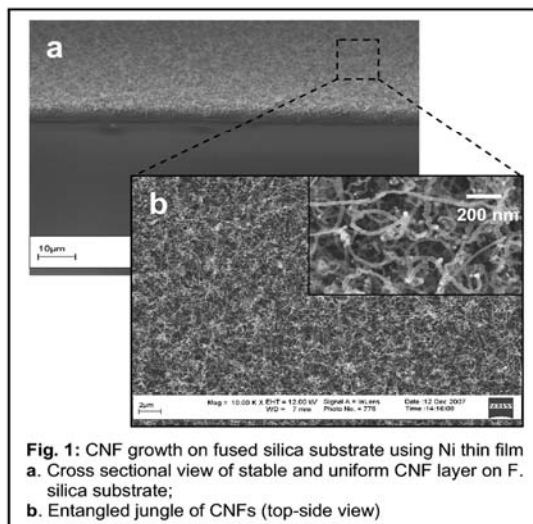 a
10µm
b
200 nm
2µm
Mag = 10.00 K X EHT = 12.00 kV Signal A = InLens Date :12 Dec 2007
WD = 7 mm Photo No. = 776 Time :14:16:08
ZEISS
Fig. 1: CNF growth on fused silica substrate using Ni thin film
a. Cross sectional view of stable and uniform CNF layer on F.
silica substrate;
b. Entangled jungle of CNFs (top-side view)